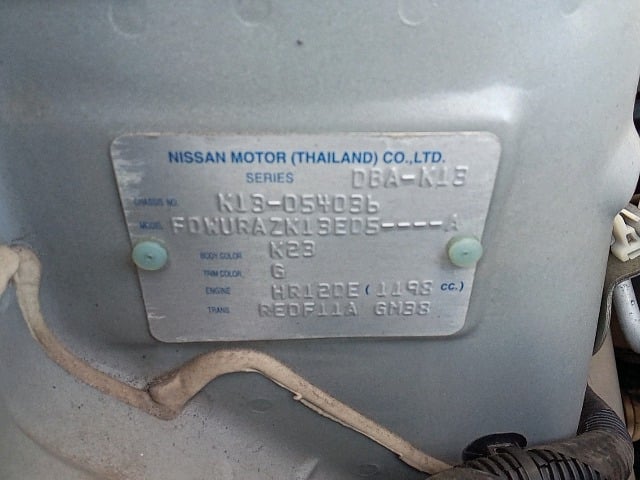 NISSAN MOTOR (THAILAND) CO.,LTD.
SERIES DBA-K13
CHASSIS NO. K13-054036
MODEL FDWURAZK13EDS----A
BODY COLOR K23
TRIM COLOR G
ENGINE HR12DE ( 1198 CC.)
TRANS RE0F11A GM38